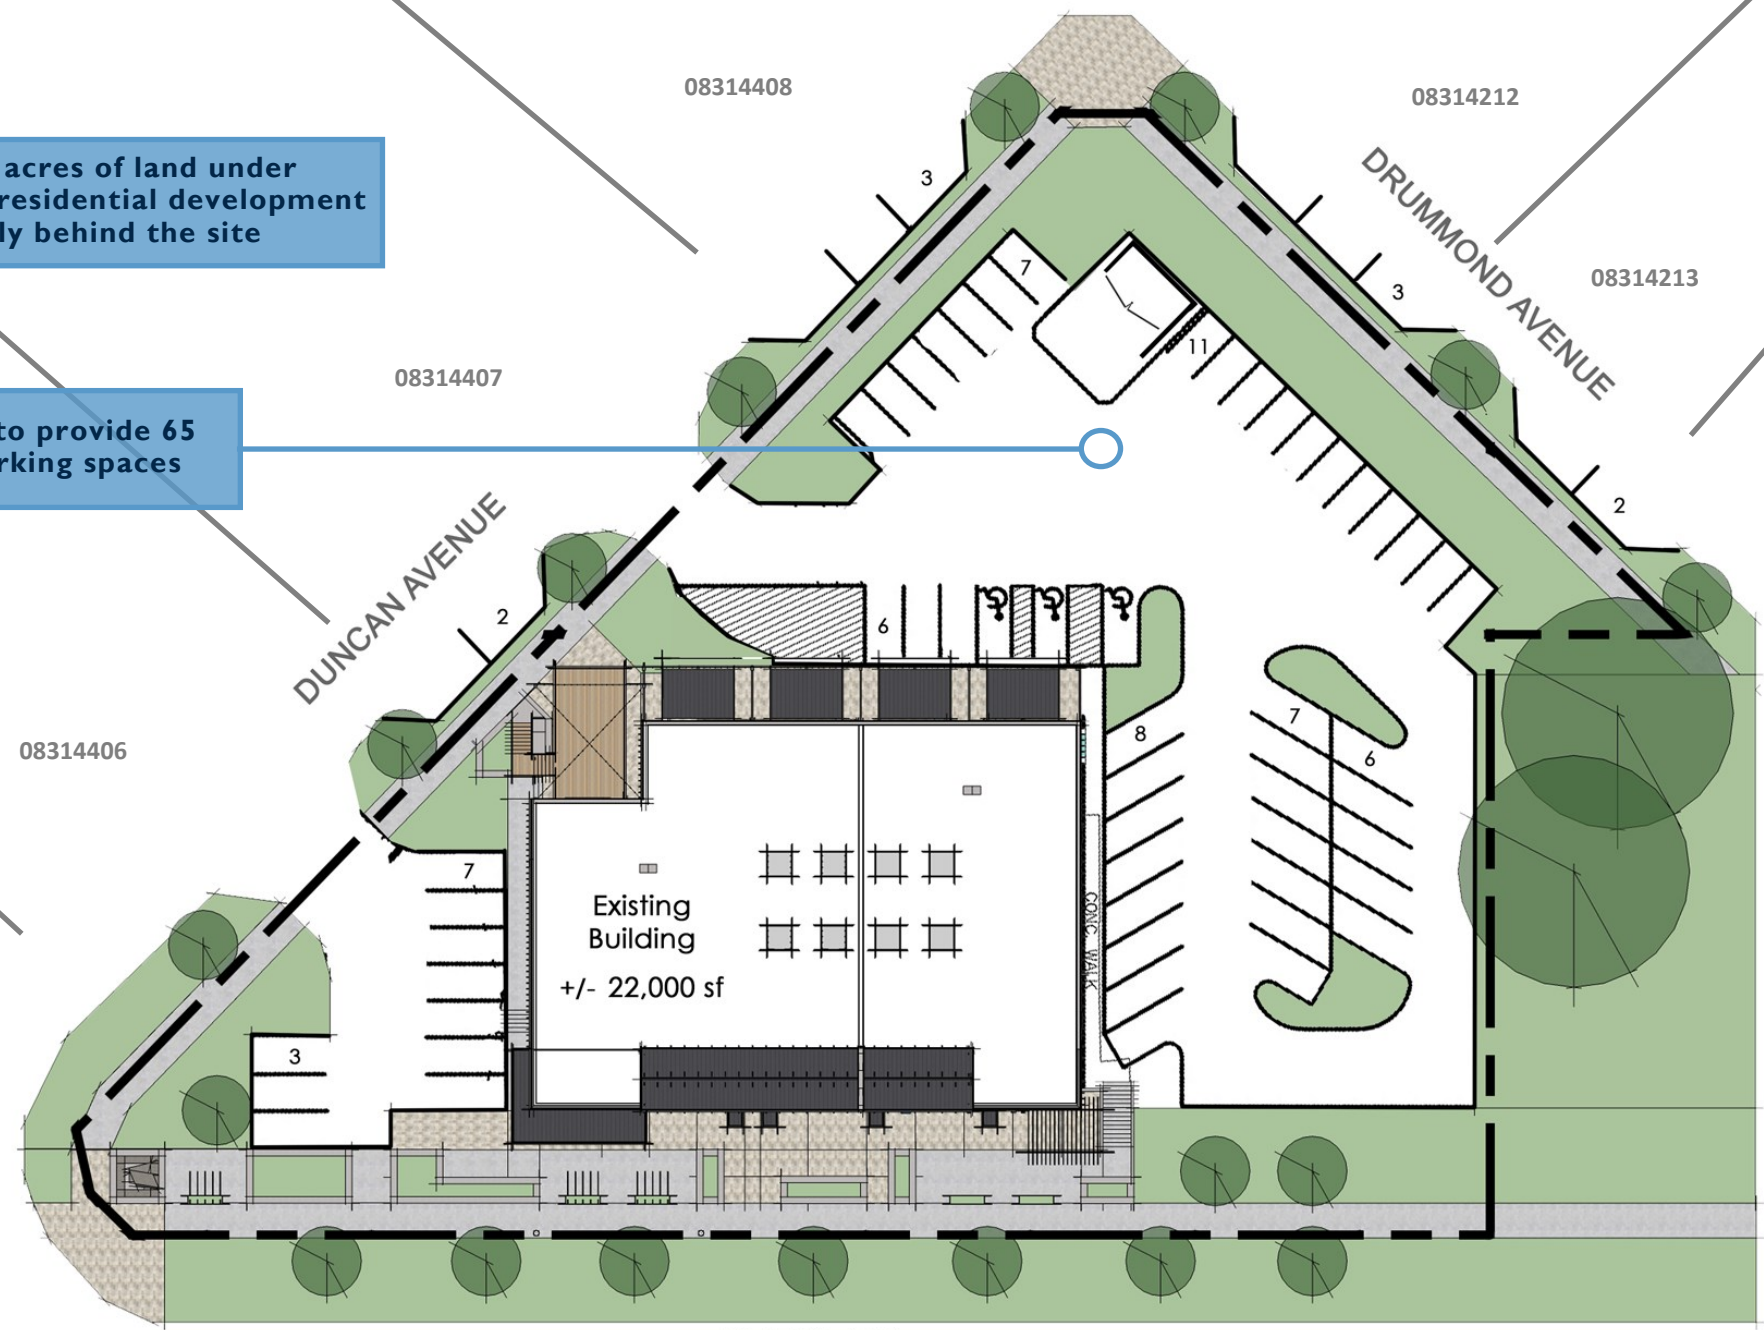 08314408
08314212
acres of land under
residential development
ly behind the site
DRUMMOND AVENUE
3
7
3
08314213
11
08314407
to provide 65
rking spaces
2
DUNCAN AVENUE
2
6
08314406
8
7
6
7
Existing
Building
+/- 22,000 sf
CONC. WALK
3